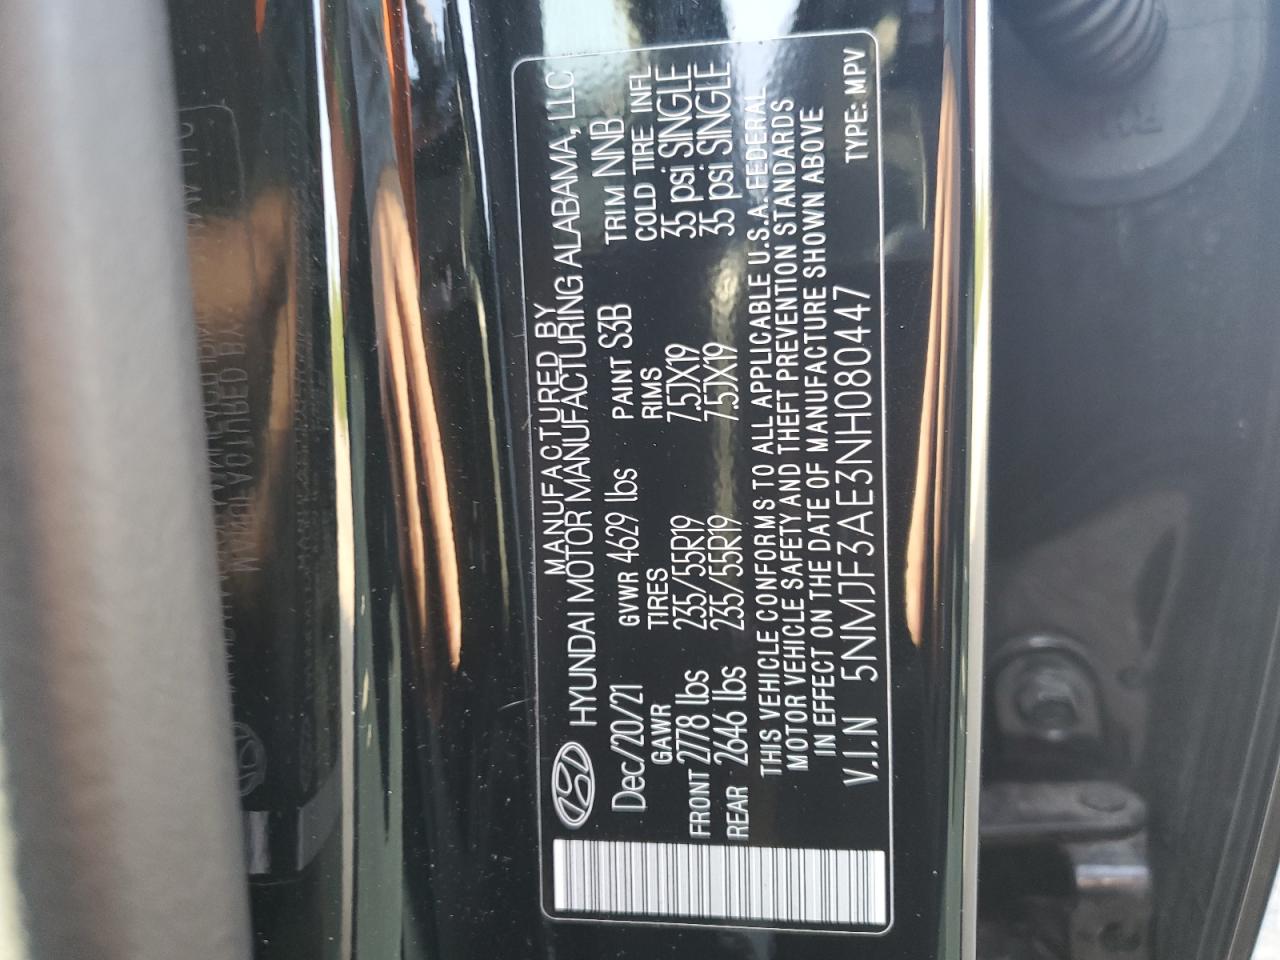 MANUFACTURED BY
HYUNDAI MOTOR MANUFACTURING ALABAMA, LLC
Dec/20/21 GVWR 4629 lbs PAINT S3B TRIM NNB
GAWR TIRES RIMS COLD TIRE INFL
FRONT 2778 lbs 235/55R19 7.5JX19 35 psi SINGLE
REAR 2646 lbs 235/55R19 7.5JX19 35 psi SINGLE
THIS VEHICLE CONFORMS TO ALL APPLICABLE U.S.A. FEDERAL
MOTOR VEHICLE SAFETY AND THEFT PREVENTION STANDARDS
IN EFFECT ON THE DATE OF MANUFACTURE SHOWN ABOVE
V.I.N 5NMJF3AE3NH080447 TYPE: MPV